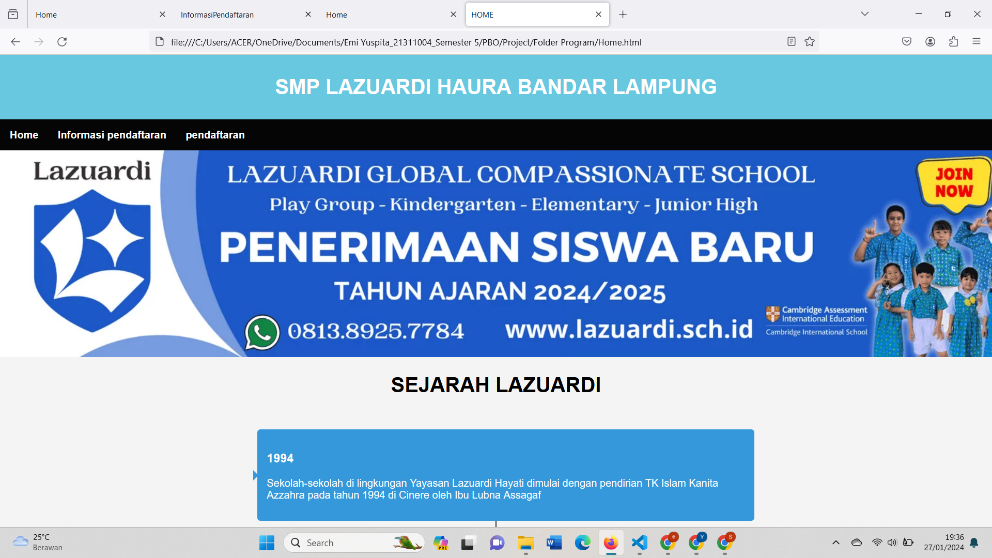 Home
InformasiPendaftaran
Home
HOME
file:///C:/Users/ACER/OneDrive/Documents/Emi Yuspita_21311004_Semester 5/PBO/Project/Folder Program/Home.html
SMP LAZUARDI HAURA BANDAR LAMPUNG
Home Informasi pendaftaran pendaftaran
Lazuardi
LAZUARDI GLOBAL COMPASSIONATE SCHOOL
Play Group - Kindergarten - Elementary - Junior High
PENERIMAAN SISWA BARU
TAHUN AJARAN 2024/2025
0813.8925.7784
www.lazuardi.sch.id
JOIN
NOW
Cambridge Assessment
International Education
Cambridge International School
SEJARAH LAZUARDI
1994
Sekolah-sekolah di lingkungan Yayasan Lazuardi Hayati dimulai dengan pendirian TK Islam Kanita
Azzahra pada tahun 1994 di Cinere oleh Ibu Lubna Assagaf
25°C
Berawan
Search
19:36
27/01/2024